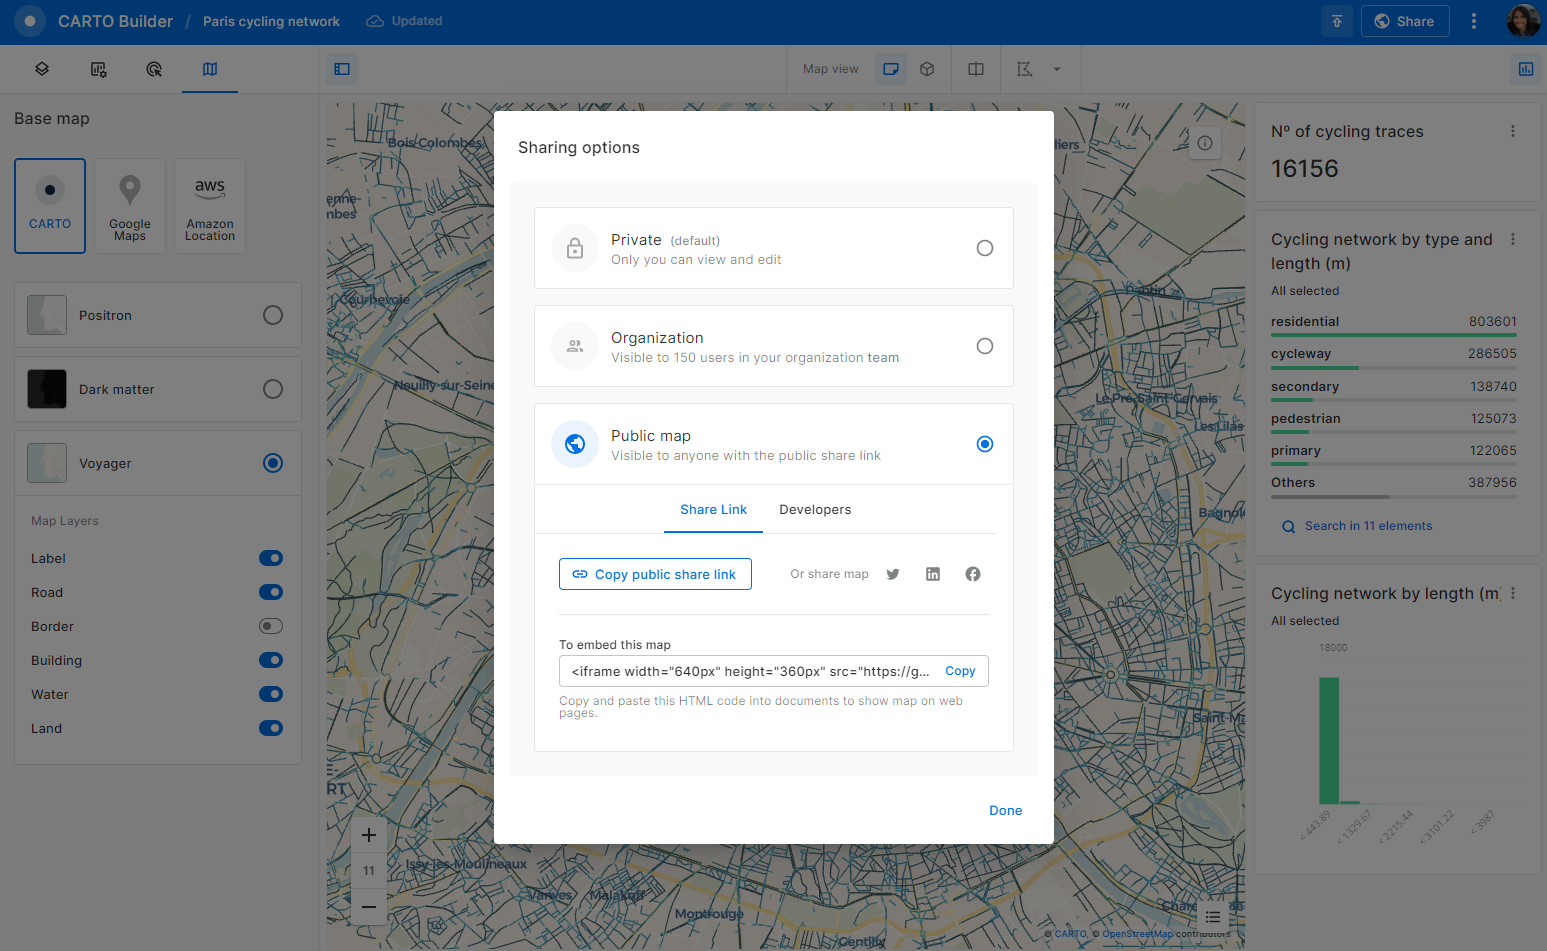 CARTO Builder / Paris cycling network Updated
Share
Map view
Base map
CARTO
Google
Maps
aws
Amazon
Location
Positron
Dark matter
Voyager
Map Layers
Label
Road
Border
Building
Water
Land
Bois-Colombes
Courbevoie
Neuilly-sur-Seine
Issy-les-Moulineaux
Vanves
Malakoff
Montrouge
Gentilly
Pantin
Le Pré-Saint-Gervais
Les Lilas
11
© CARTO, © OpenStreetMap contributors
Sharing options
Private (default)
Only you can view and edit
Organization
Visible to 150 users in your organization team
Public map
Visible to anyone with the public share link
Share Link
Developers
Copy public share link
Or share map
To embed this map
<iframe width="640px" height="360px" src="https://g...
Copy
Copy and paste this HTML code into documents to show map on web
pages.
Done
Nº of cycling traces
16156
Cycling network by type and
length (m)
All selected
residential 803601
cycleway 286505
secondary 138740
pedestrian 125073
primary 122065
Others 387956
Search in 11 elements
Cycling network by length (m)
All selected
18000
<443.89
<1329.67
<2215.44
<3101.22
<3987